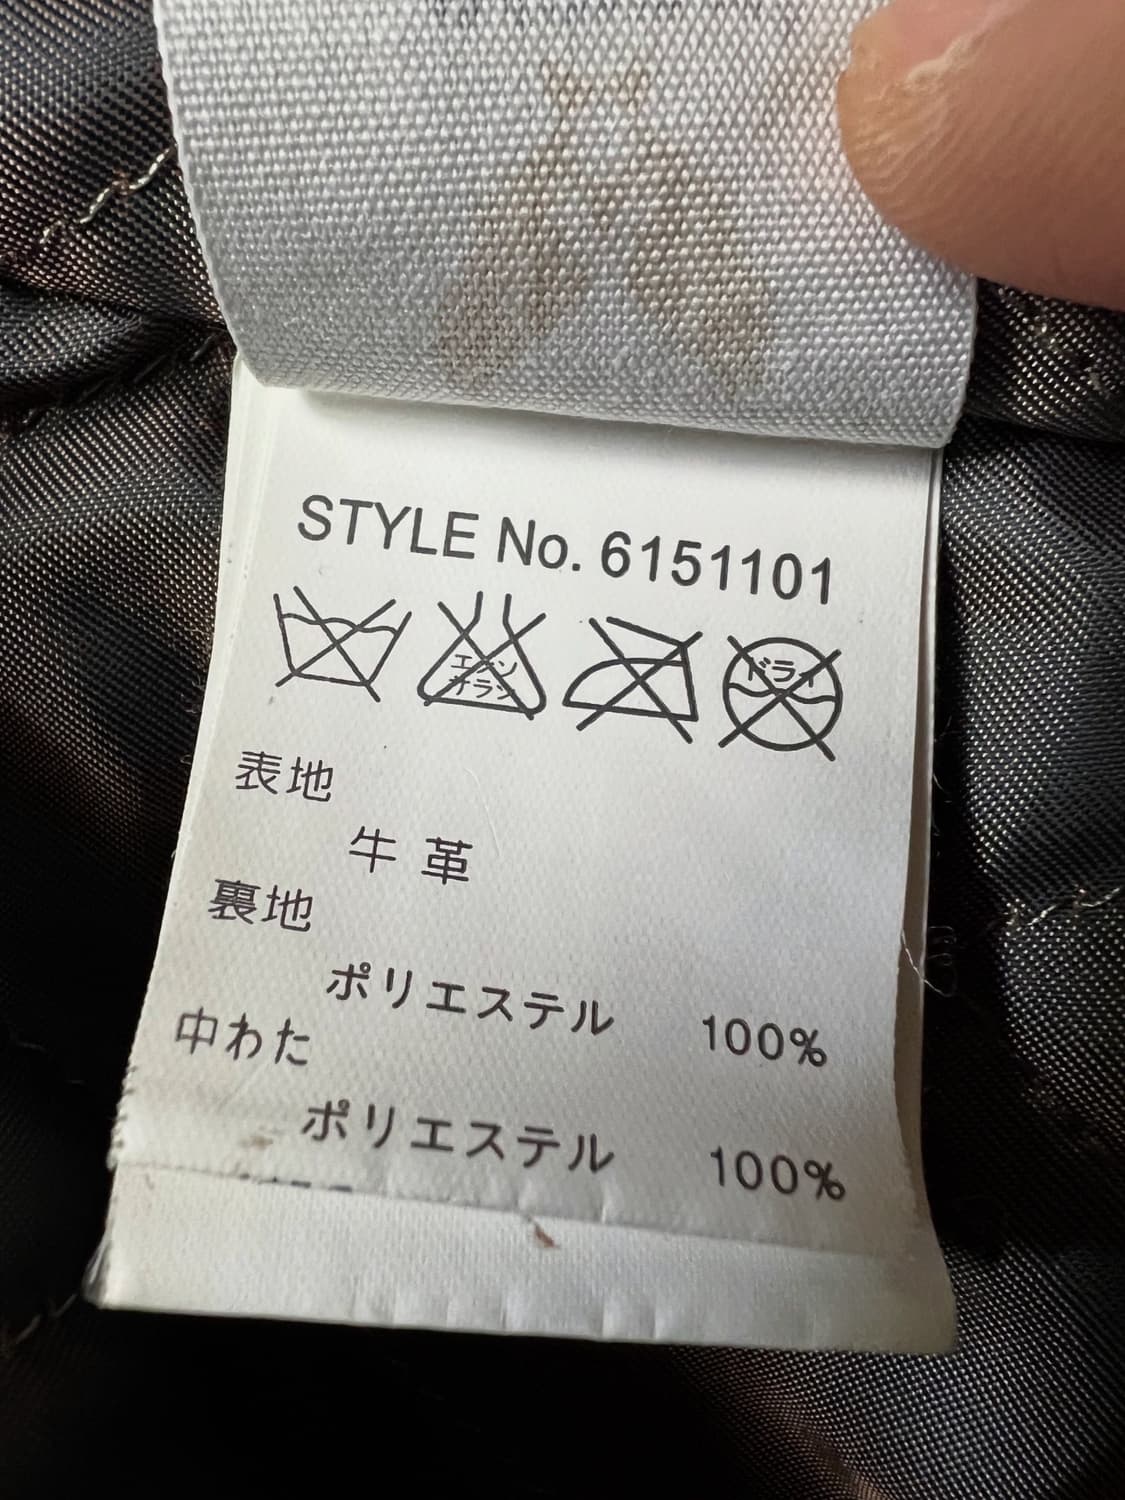 STYLE No. 6151101
エンソ
サラシ
ドライ
表地
牛革
裏地
ポリエステル 100%
中わた
ポリエステル 100%